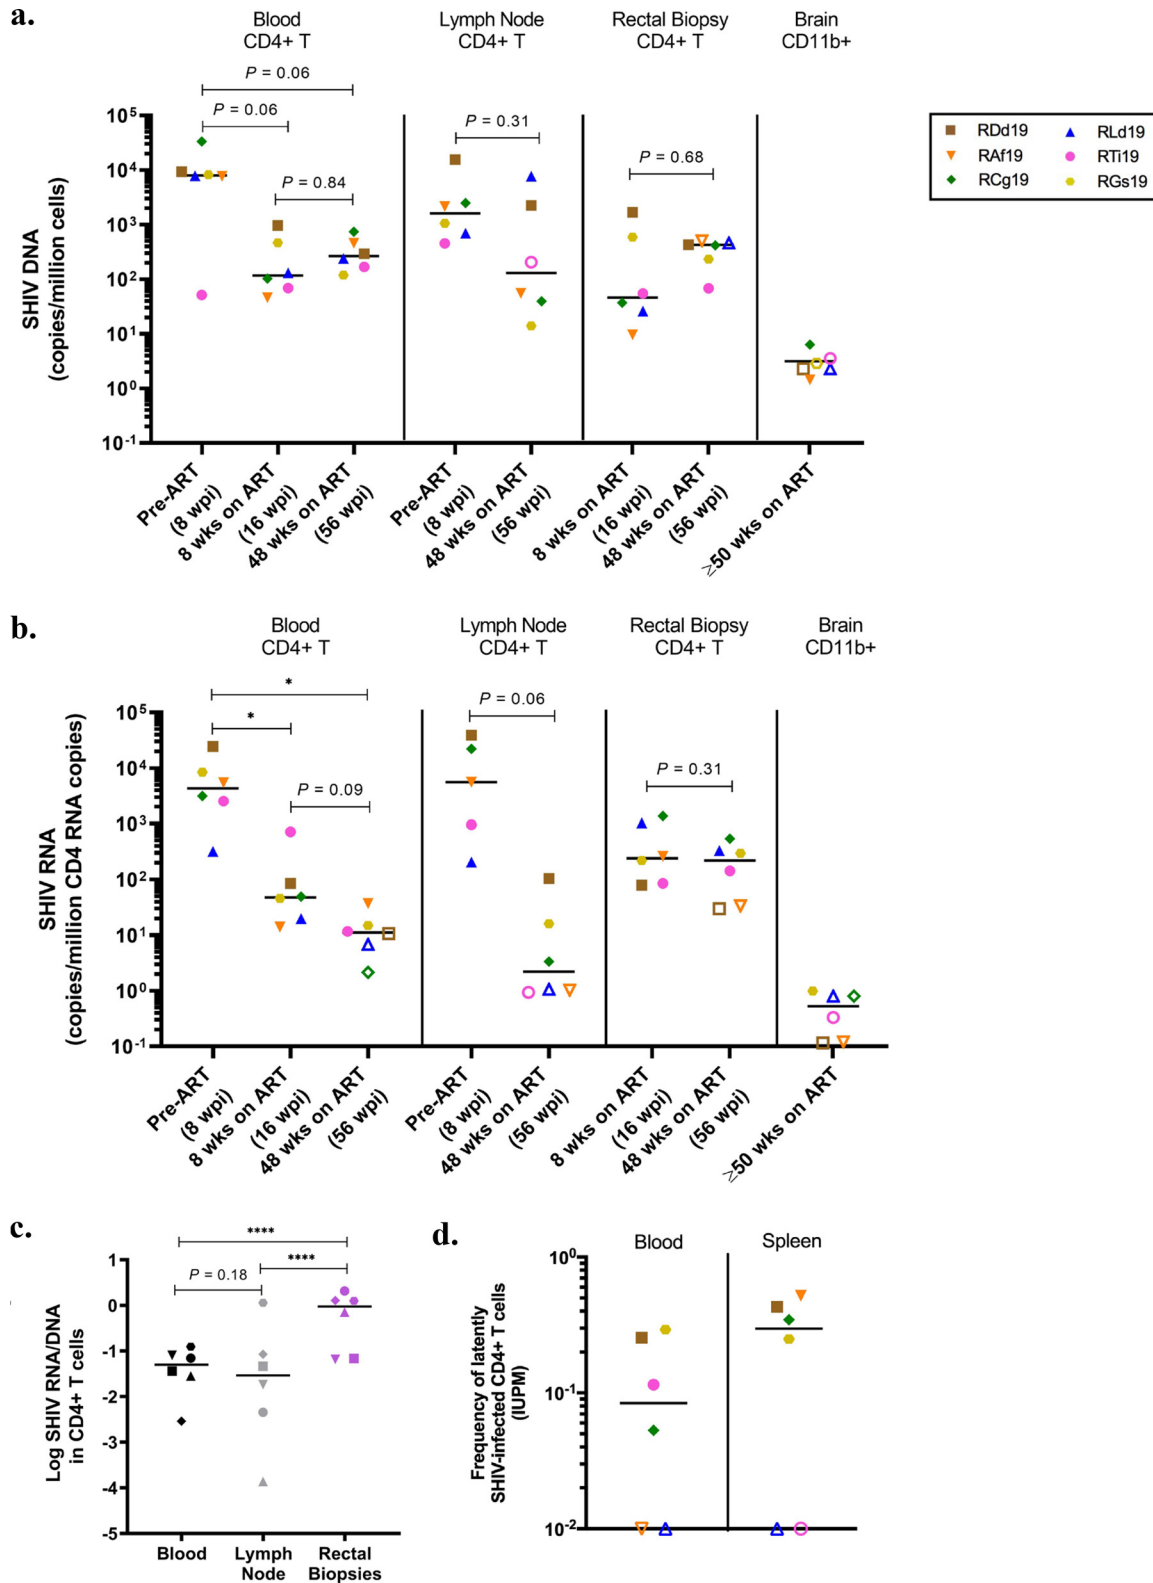 a.
Blood
CD4+ T
Lymph Node
CD4+ T
Rectal Biopsy
CD4+ T
Brain
CD11b+
P = 0.06
P = 0.06
P = 0.84
P = 0.31
P = 0.68
SHIV DNA
(copies/million cells)
10^5
10^4
10^3
10^2
10^1
10^0
10^-1
Pre-ART
(8 wpi)
8 wks on ART
(16 wpi)
48 wks on ART
(56 wpi)
Pre-ART
(8 wpi)
48 wks on ART
(56 wpi)
8 wks on ART
(16 wpi)
48 wks on ART
(56 wpi)
≥50 wks on ART
RDd19
RLd19
RAf19
RTi19
RCg19
RGs19
b.
Blood
CD4+ T
Lymph Node
CD4+ T
Rectal Biopsy
CD4+ T
Brain
CD11b+
*
*
P = 0.09
P = 0.06
P = 0.31
SHIV RNA
(copies/million CD4 RNA copies)
10^5
10^4
10^3
10^2
10^1
10^0
10^-1
Pre-ART
(8 wpi)
8 wks on ART
(16 wpi)
48 wks on ART
(56 wpi)
Pre-ART
(8 wpi)
48 wks on ART
(56 wpi)
8 wks on ART
(16 wpi)
48 wks on ART
(56 wpi)
≥50 wks on ART
c.
****
****
P = 0.18
Log SHIV RNA/DNA
in CD4+ T cells
1
0
-1
-2
-3
-4
-5
Blood
Lymph
Node
Rectal
Biopsies
d.
Blood
Spleen
Frequency of latently
SHIV-infected CD4+ T cells
(IUPM)
10^0
10^-1
10^-2